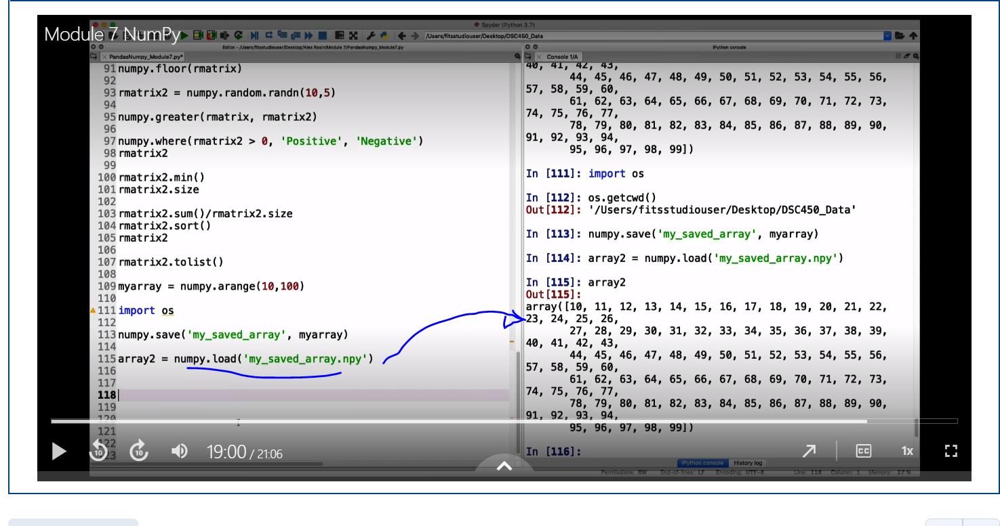 Module 7 NumPy
Spyder (Python 3.7)
/Users/fitsstudiouser/Desktop/DSC450_Data
Editor - /Users/fitsstudiouser/Desktop/Alex Rasin/Module 7/PandasNumpy_Module7.py
IPython console
PandasNumpy_Module7.py*
Console 1/A
91 numpy.floor(rmatrix)
92
93 rmatrix2 = numpy.random.randn(10,5)
94
95 numpy.greater(rmatrix, rmatrix2)
96
97 numpy.where(rmatrix2 > 0, 'Positive', 'Negative')
98 rmatrix2
99
100 rmatrix2.min()
101 rmatrix2.size
102
103 rmatrix2.sum()/rmatrix2.size
104 rmatrix2.sort()
105 rmatrix2
106
107 rmatrix2.tolist()
108
109 myarray = numpy.arange(10,100)
110
111 import os
112
113 numpy.save('my_saved_array', myarray)
114
115 array2 = numpy.load('my_saved_array.npy')
116
117
118
119
120
121
122
123
40, 41, 42, 43,
44, 45, 46, 47, 48, 49, 50, 51, 52, 53, 54, 55, 56,
57, 58, 59, 60,
61, 62, 63, 64, 65, 66, 67, 68, 69, 70, 71, 72, 73,
74, 75, 76, 77,
78, 79, 80, 81, 82, 83, 84, 85, 86, 87, 88, 89, 90,
91, 92, 93, 94,
95, 96, 97, 98, 99])
In [111]: import os
In [112]: os.getcwd()
Out[112]: '/Users/fitsstudiouser/Desktop/DSC450_Data'
In [113]: numpy.save('my_saved_array', myarray)
In [114]: array2 = numpy.load('my_saved_array.npy')
In [115]: array2
Out[115]:
array([10, 11, 12, 13, 14, 15, 16, 17, 18, 19, 20, 21, 22,
23, 24, 25, 26,
27, 28, 29, 30, 31, 32, 33, 34, 35, 36, 37, 38, 39,
40, 41, 42, 43,
44, 45, 46, 47, 48, 49, 50, 51, 52, 53, 54, 55, 56,
57, 58, 59, 60,
61, 62, 63, 64, 65, 66, 67, 68, 69, 70, 71, 72, 73,
74, 75, 76, 77,
78, 79, 80, 81, 82, 83, 84, 85, 86, 87, 88, 89, 90,
91, 92, 93, 94,
95, 96, 97, 98, 99])
In [116]:
10
10
19:00 / 21:06
CC
1x
IPython console History log
Permissions: RW End-of-lines: LF Encoding: UTF-8 Line: 118 Column: 1 Memory: 27 %